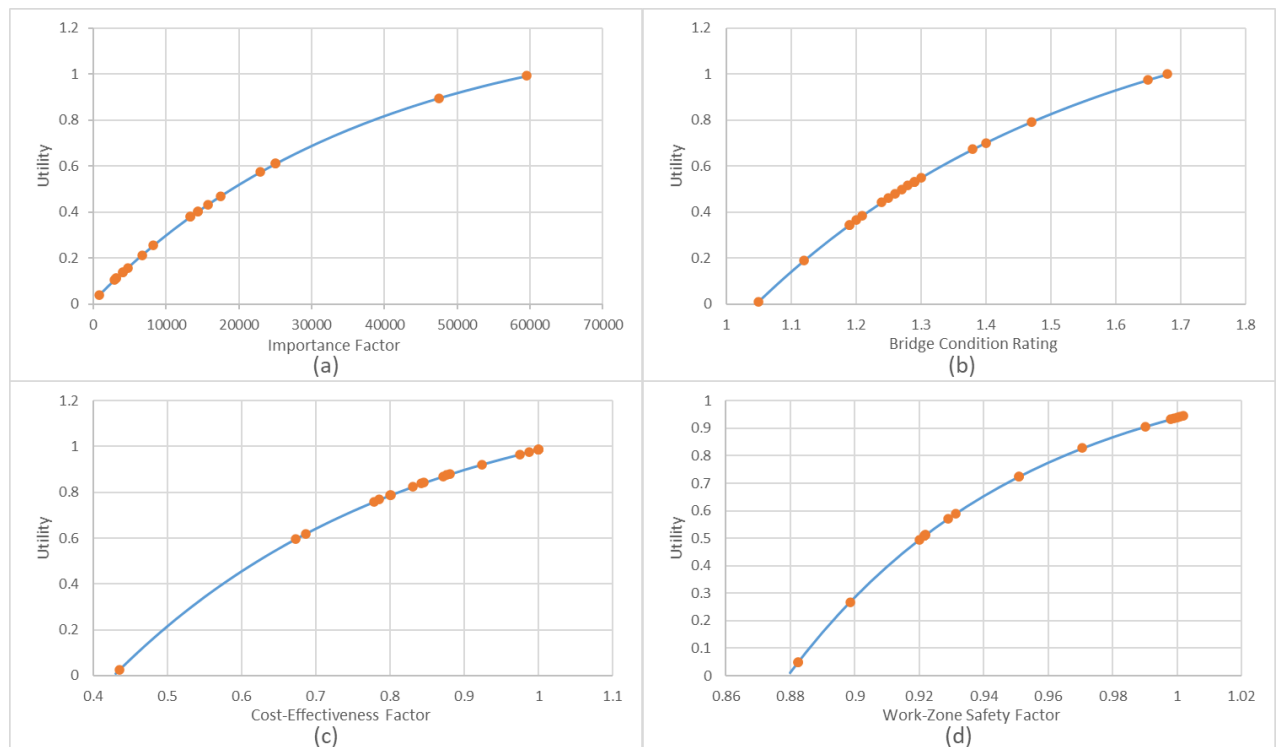 1.2
1
0.8
0.6
0.4
0.2
0
Utility
0 10000 20000 30000 40000 50000 60000 70000
Importance Factor
(a)
1.2
1
0.8
0.6
0.4
0.2
0
Utility
1 1.1 1.2 1.3 1.4 1.5 1.6 1.7 1.8
Bridge Condition Rating
(b)
1.2
1
0.8
0.6
0.4
0.2
0
Utility
0.4 0.5 0.6 0.7 0.8 0.9 1 1.1
Cost-Effectiveness Factor
(c)
1
0.9
0.8
0.7
0.6
0.5
0.4
0.3
0.2
0.1
0
Utility
0.86 0.88 0.9 0.92 0.94 0.96 0.98 1 1.02
Work-Zone Safety Factor
(d)